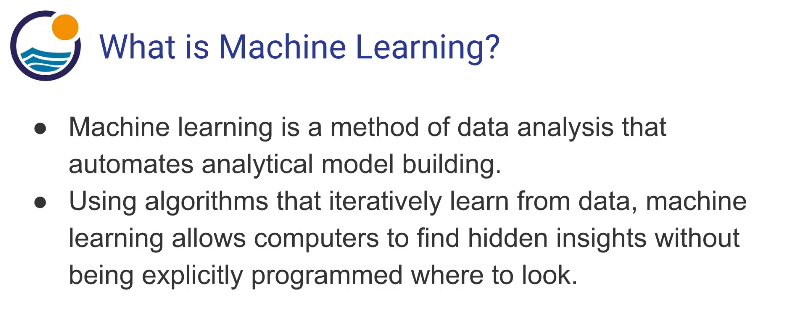 What is Machine Learning?
● Machine learning is a method of data analysis that
automates analytical model building.
● Using algorithms that iteratively learn from data, machine
learning allows computers to find hidden insights without
being explicitly programmed where to look.